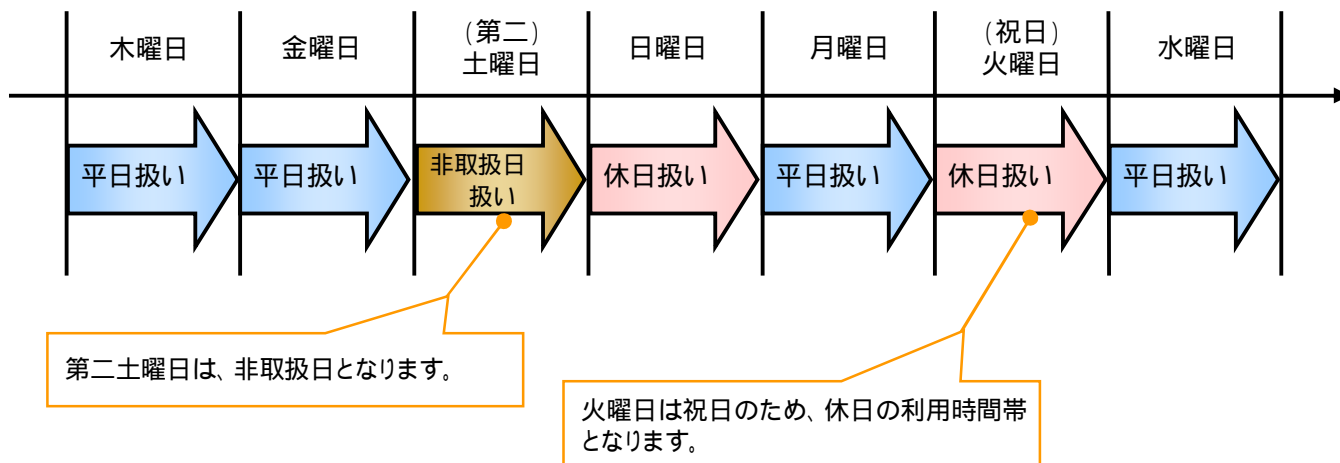 木曜日
金曜日
(第二)
土曜日
日曜日
月曜日
(祝日)
火曜日
水曜日
平日扱い
平日扱い
非取扱日
扱い
休日扱い
平日扱い
休日扱い
平日扱い
第二土曜日は、非取扱日となります。
火曜日は祝日のため、休日の利用時間帯
となります。